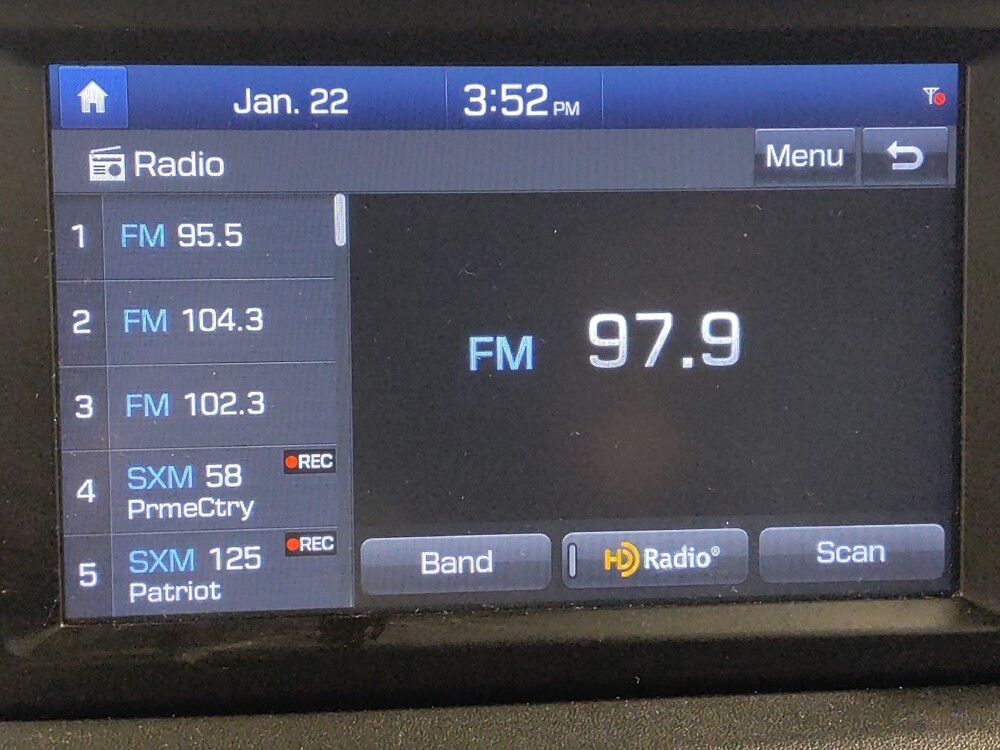 Jan. 22 3:52 PM
Radio Menu
1 FM 95.5
2 FM 104.3
3 FM 102.3
4 SXM 58 REC
PrmeCtry
5 SXM 125 REC
Patriot
FM 97.9
Band HD Radio® Scan